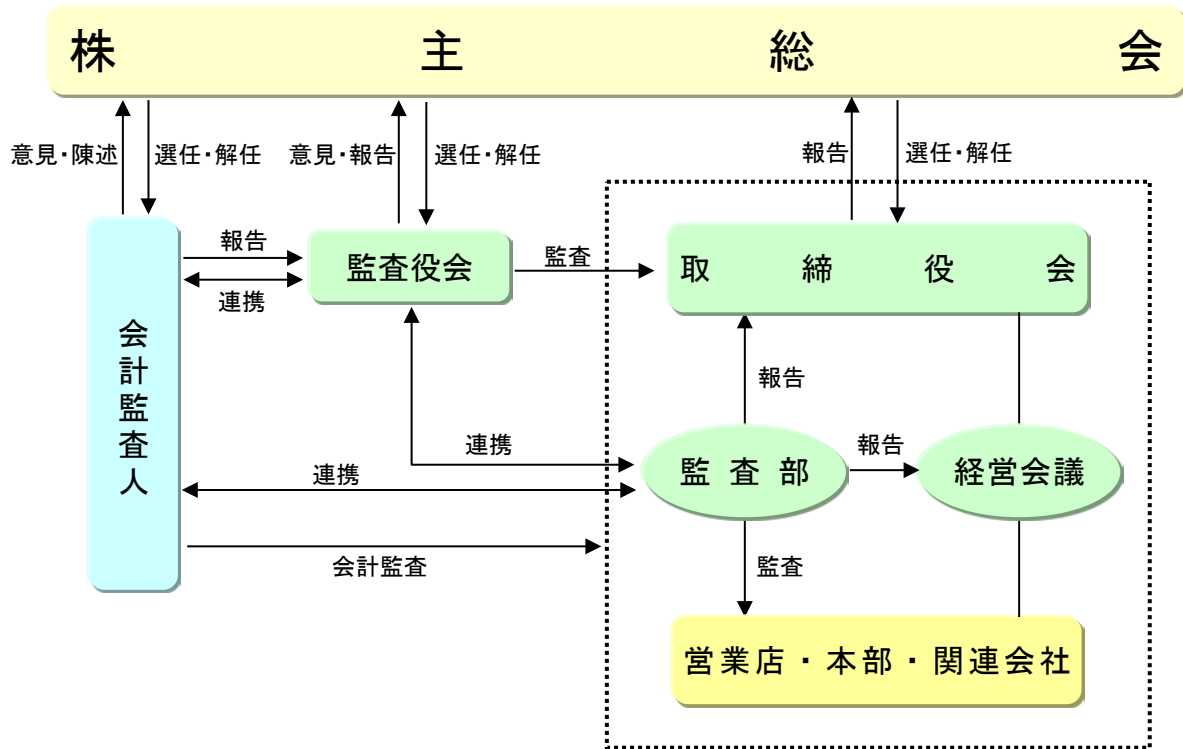 株主総会
意見・陳述
選任・解任
意見・報告
選任・解任
報告
選任・解任
報告
連携
監査役会
監査
取締役会
会計監査人
報告
連携
連携
監査部
報告
経営会議
会計監査
監査
営業店・本部・関連会社